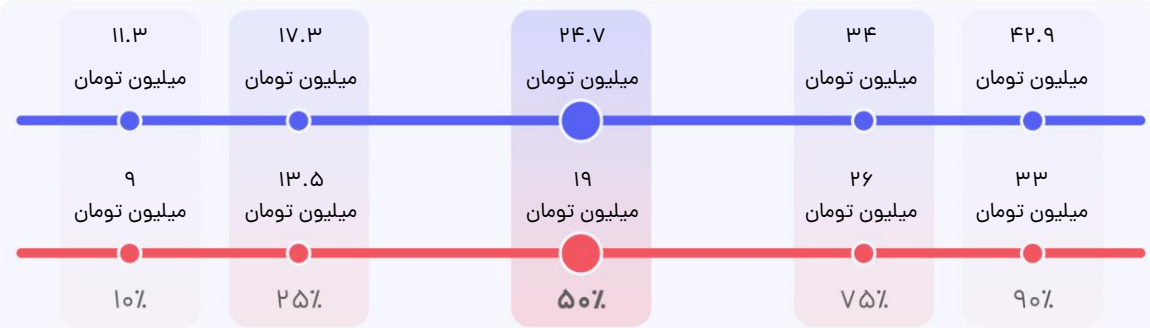 ۱۱.۳ ۱۷.۳ ۲۴.۷ ۳۴ ۴۲.۹
میلیون تومان میلیون تومان میلیون تومان میلیون تومان میلیون تومان
۹ ۱۳.۵ ۱۹ ۲۶ ۳۳
میلیون تومان میلیون تومان میلیون تومان میلیون تومان میلیون تومان
۱۰٪ ۲۵٪ ۵۰٪ ۷۵٪ ۹۰٪